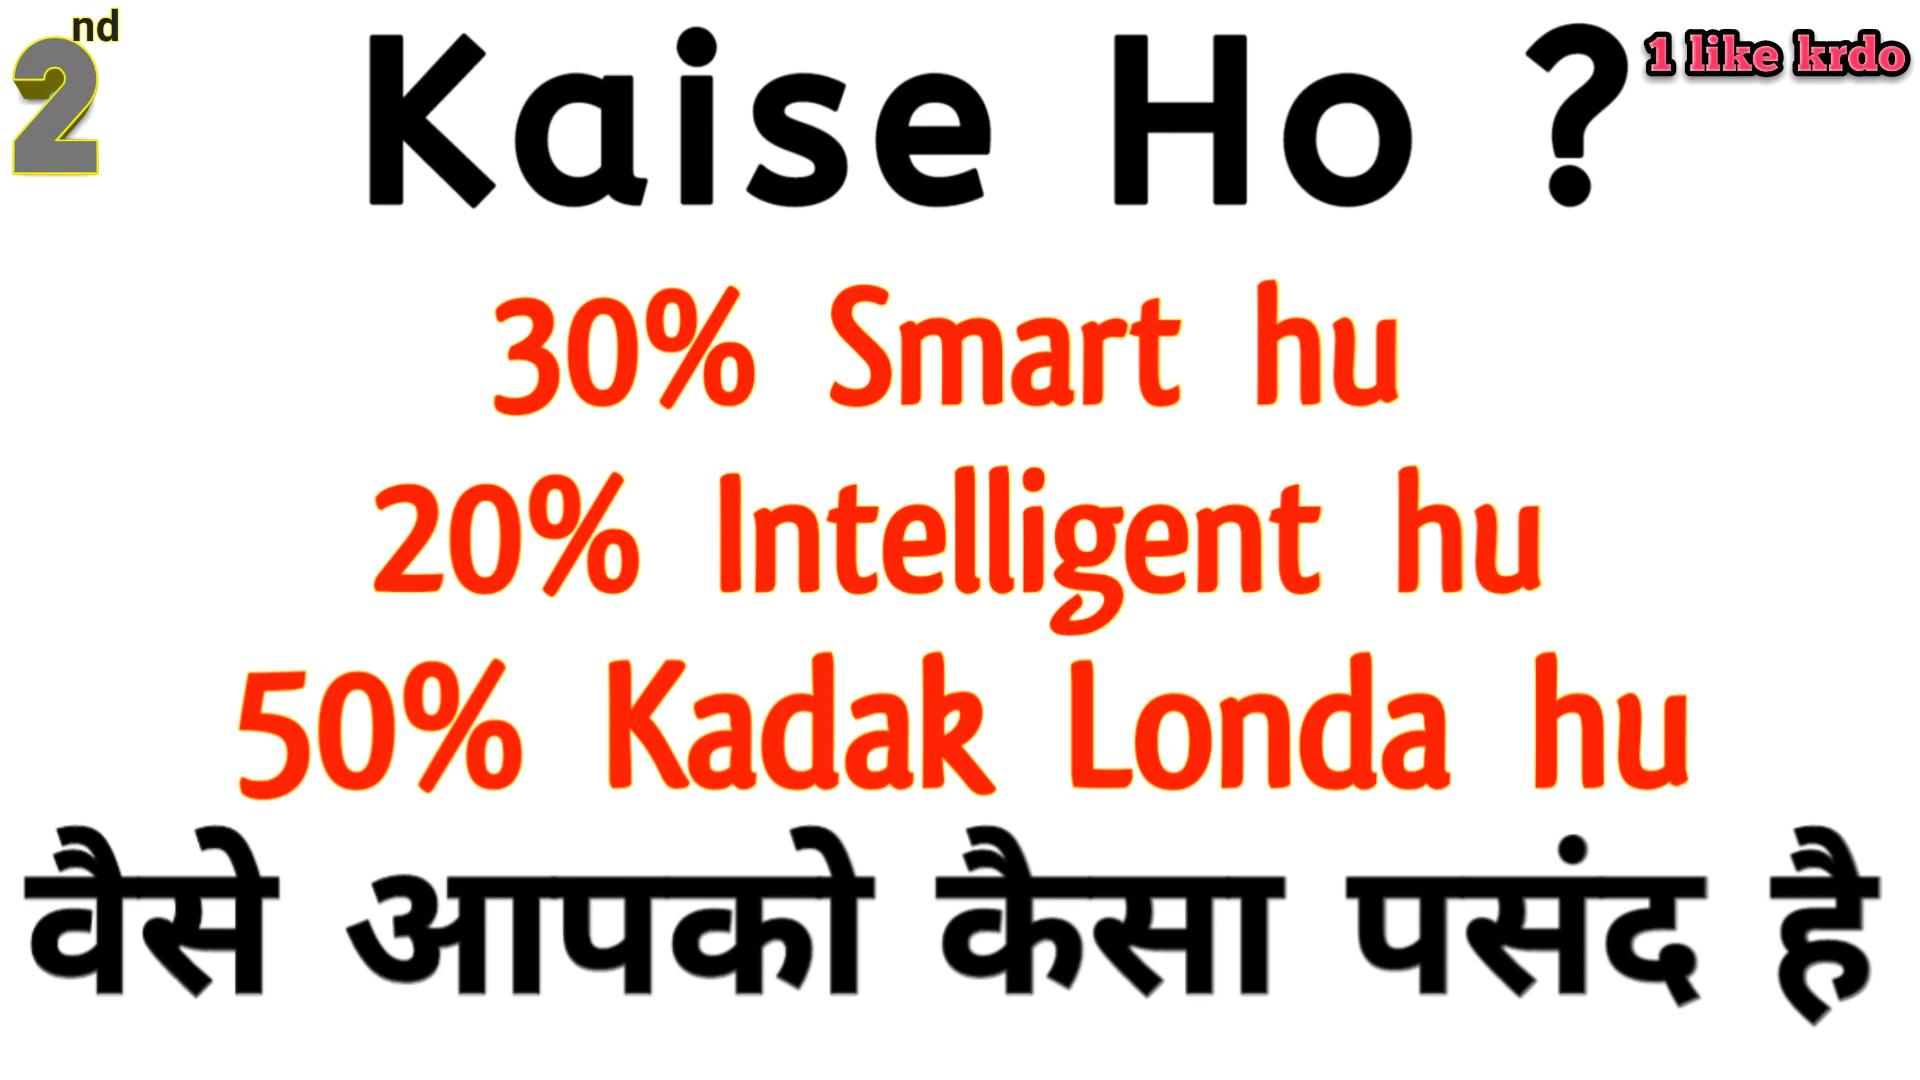 2nd
Kaise Ho ?
1 like krdo
30% Smart hu
20% Intelligent hu
50% Kadak Londa hu
वैसे आपको कैसा पसंद है